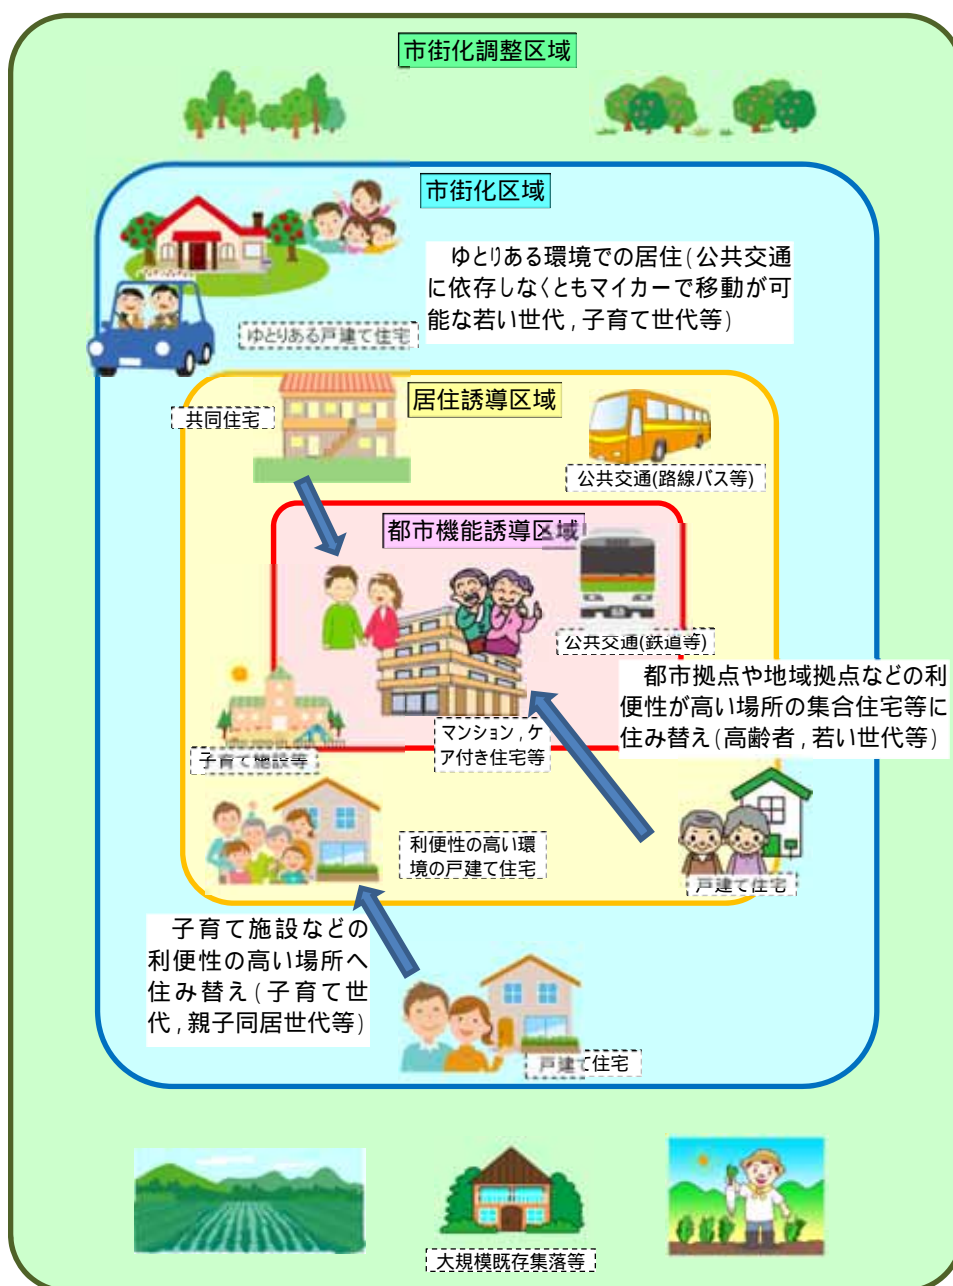 市街化調整区域
市街化区域
ゆとりある環境での居住(公共交通
に依存しなくともマイカーで移動が可
能な若い世代,子育て世代等)
ゆとりある戸建て住宅
居住誘導区域
共同住宅
公共交通(路線バス等)
都市機能誘導区域
公共交通(鉄道等)
都市拠点や地域拠点などの利
便性が高い場所の集合住宅等に
住み替え(高齢者,若い世代等)
マンション,ケ
ア付き住宅等
子育て施設等
利便性の高い環
境の戸建て住宅
戸建て住宅
子育て施設などの
利便性の高い場所へ
住み替え(子育て世
代,親子同居世代等)
戸建て住宅
大規模既存集落等